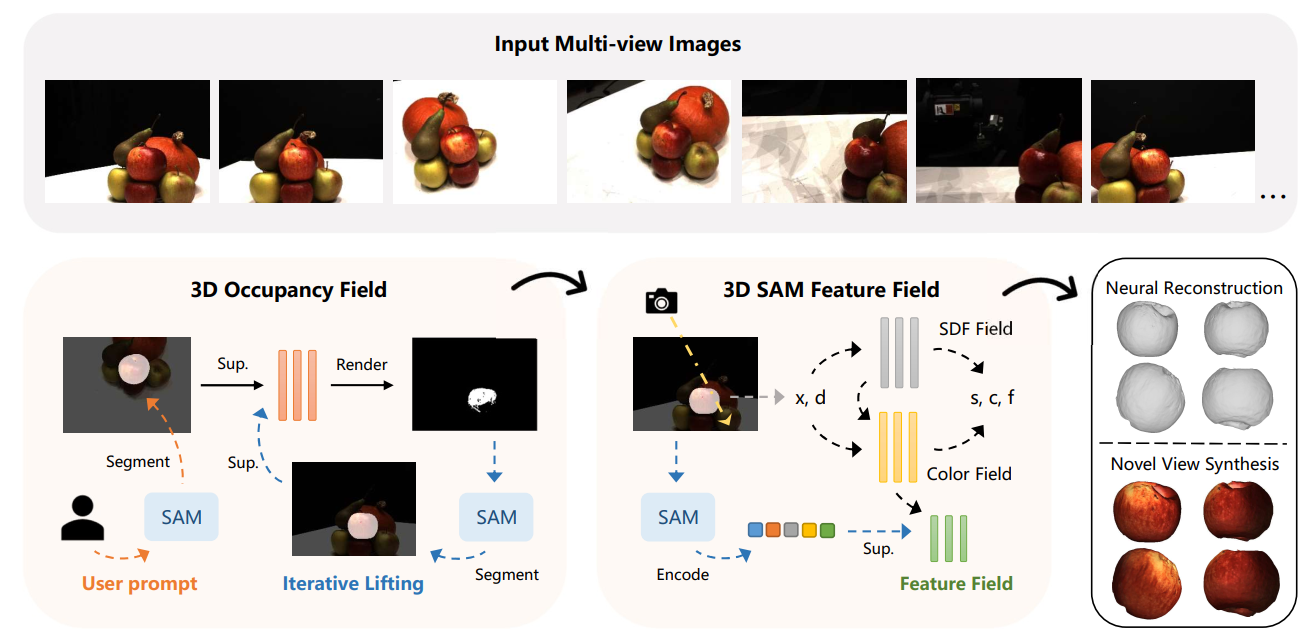 Input Multi-view Images
...
3D Occupancy Field
Sup.
Render
Segment
Sup.
SAM
SAM
Segment
User prompt
Iterative Lifting
3D SAM Feature Field
SDF Field
x, d
s, c, f
Color Field
SAM
Sup.
Encode
Feature Field
Neural Reconstruction
Novel View Synthesis